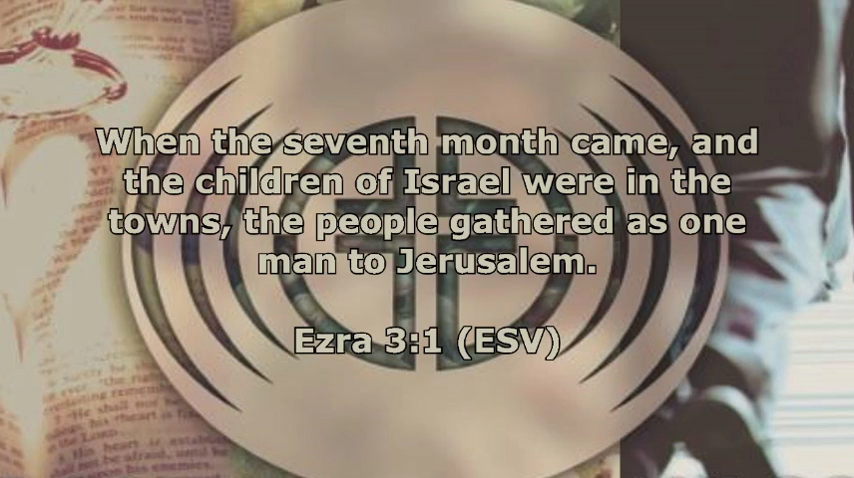 When the seventh month came, and
the children of Israel were in the
towns, the people gathered as one
man to Jerusalem.
Ezra 3:1 (ESV)